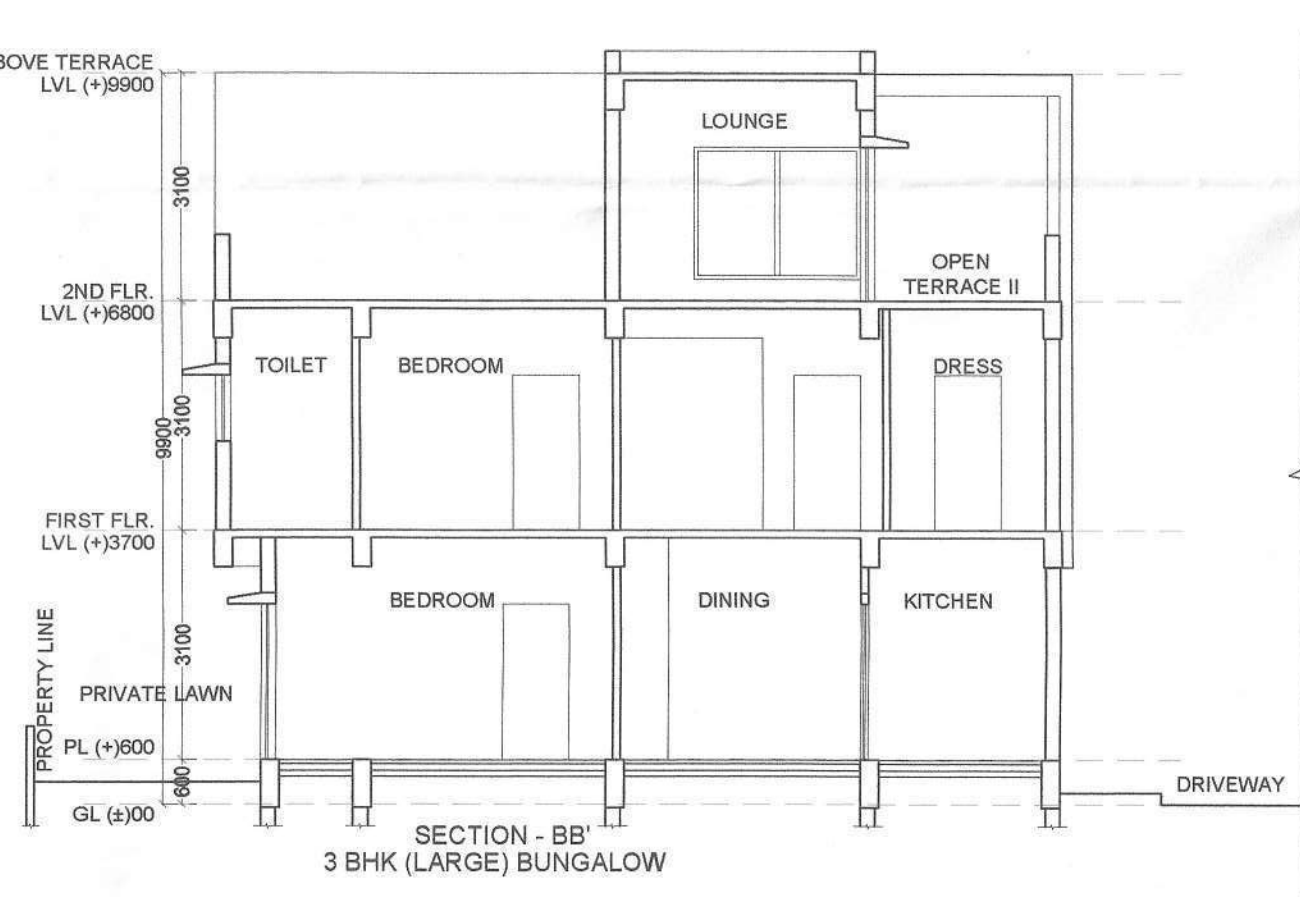 BOVE TERRACE
LVL (+)9900
LOUNGE
3100
OPEN
TERRACE II
2ND FLR.
LVL (+)6800
TOILET
BEDROOM
DRESS
3100
9900
FIRST FLR.
LVL (+)3700
BEDROOM
DINING
KITCHEN
3100
PROPERTY LINE
PRIVATE LAWN
PL (+)600
600
DRIVEWAY
GL (±)00
SECTION - BB'
3 BHK (LARGE) BUNGALOW